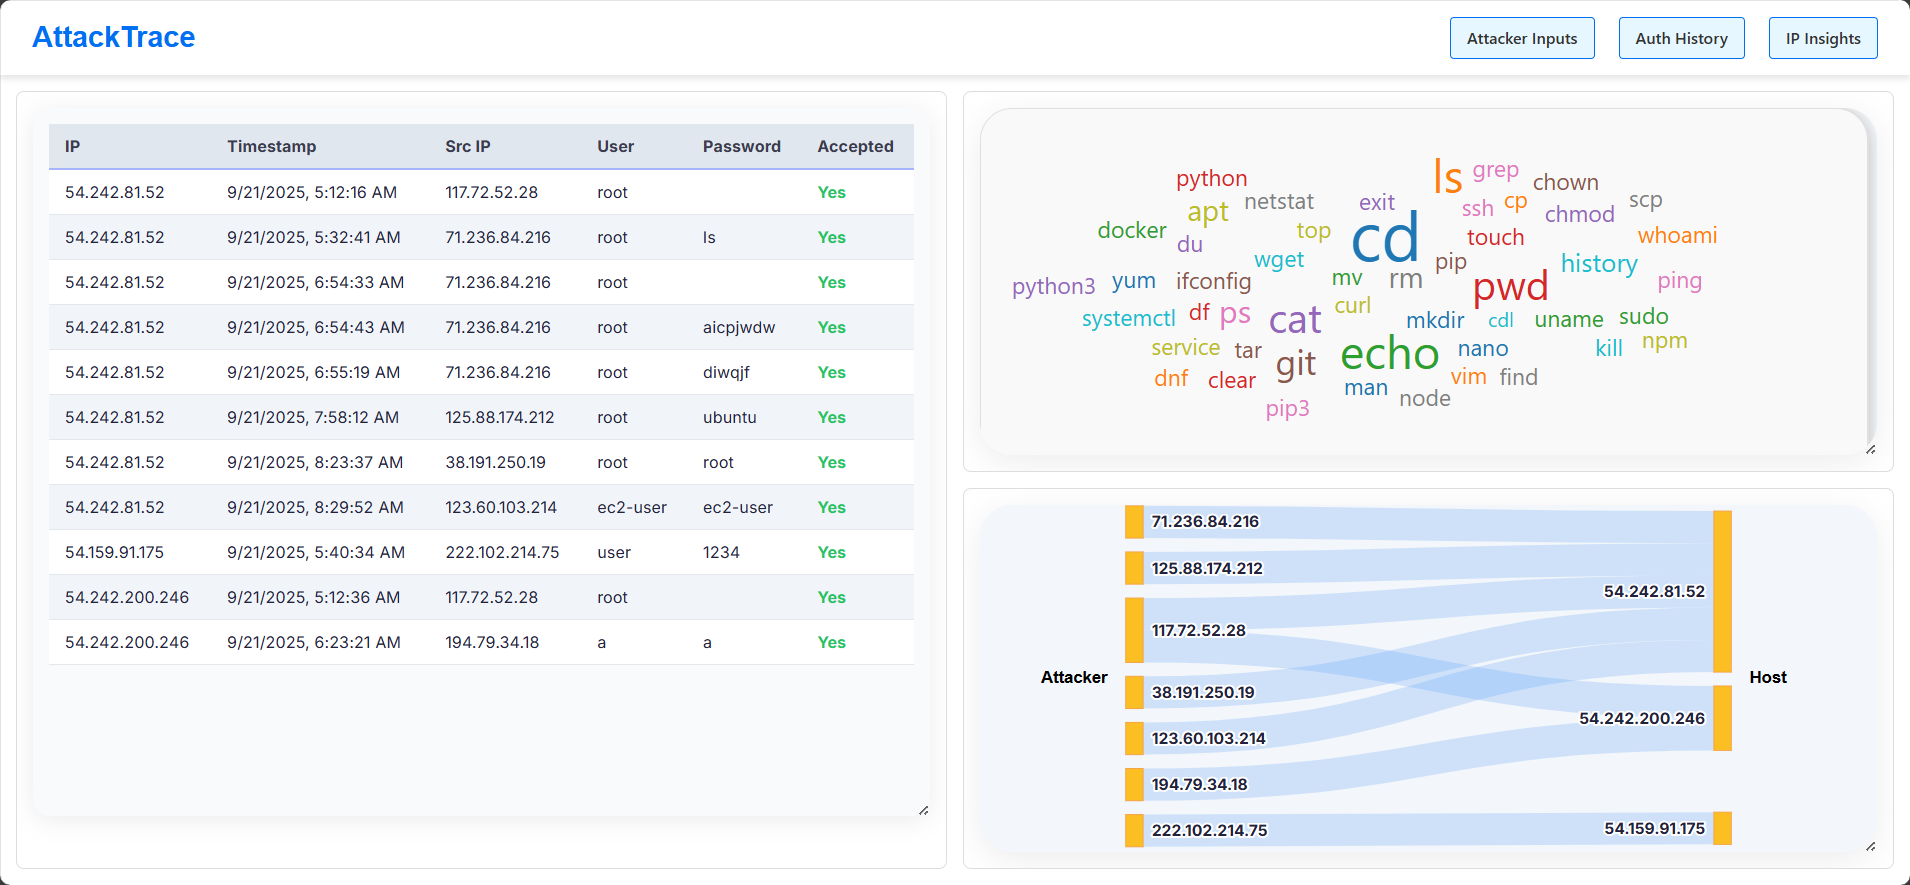 AttackTrace
Attacker Inputs Auth History IP Insights
IP Timestamp Src IP User Password Accepted
54.242.81.52 9/21/2025, 5:12:16 AM 117.72.52.28 root Yes
54.242.81.52 9/21/2025, 5:32:41 AM 71.236.84.216 root ls Yes
54.242.81.52 9/21/2025, 6:54:33 AM 71.236.84.216 root Yes
54.242.81.52 9/21/2025, 6:54:43 AM 71.236.84.216 root aicpjwdw Yes
54.242.81.52 9/21/2025, 6:55:19 AM 71.236.84.216 root diwqjf Yes
54.242.81.52 9/21/2025, 7:58:12 AM 125.88.174.212 root ubuntu Yes
54.242.81.52 9/21/2025, 8:23:37 AM 38.191.250.19 root root Yes
54.242.81.52 9/21/2025, 8:29:52 AM 123.60.103.214 ec2-user ec2-user Yes
54.159.91.175 9/21/2025, 5:40:34 AM 222.102.214.75 user 1234 Yes
54.242.200.246 9/21/2025, 5:12:36 AM 117.72.52.28 root Yes
54.242.200.246 9/21/2025, 6:23:21 AM 194.79.34.18 a a Yes
python ls grep chown
apt netstat exit ssh cp chmod scp
docker du top cd touch whoami
wget pip history
python3 yum ifconfig mv rm pwd ping
systemctl df ps cat curl mkdir cdl uname sudo
service tar git echo nano kill npm
dnf clear man vim find
pip3 node
71.236.84.216
125.88.174.212
54.242.81.52
117.72.52.28
Attacker Host
38.191.250.19
54.242.200.246
123.60.103.214
194.79.34.18
222.102.214.75 54.159.91.175